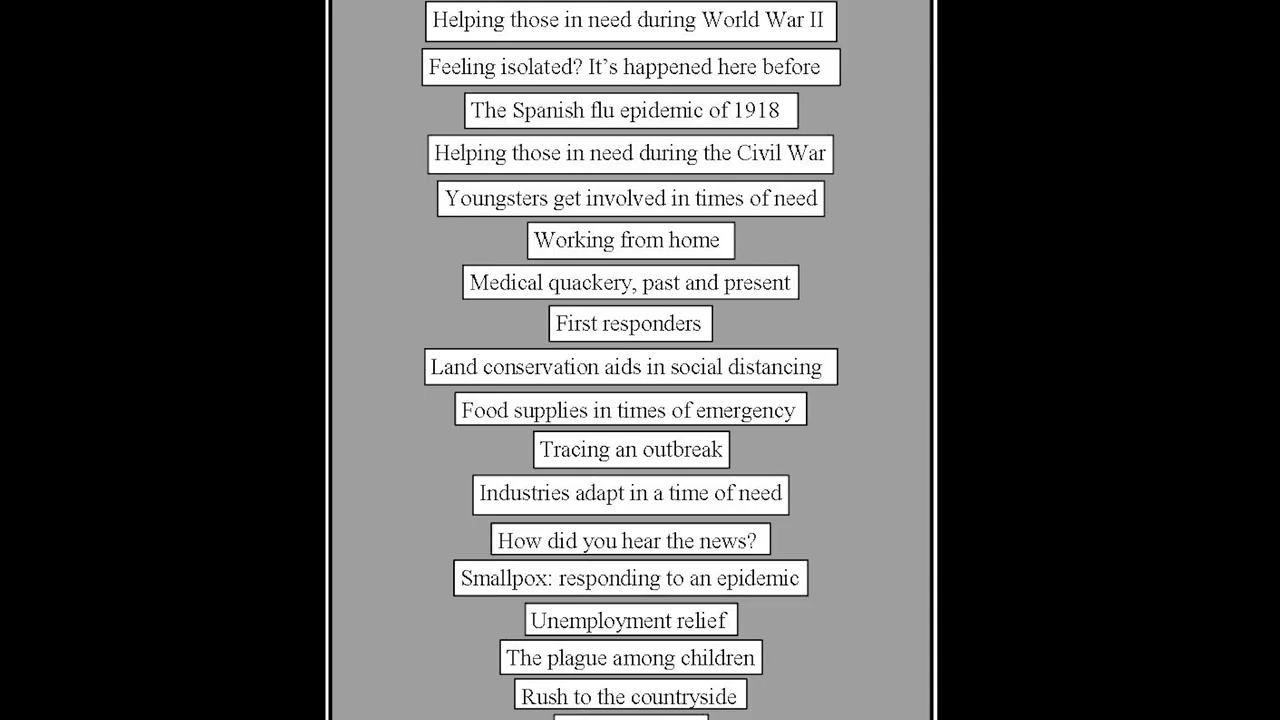 Helping those in need during World War II
Feeling isolated? It’s happened here before
The Spanish flu epidemic of 1918
Helping those in need during the Civil War
Youngsters get involved in times of need
Working from home
Medical quackery, past and present
First responders
Land conservation aids in social distancing
Food supplies in times of emergency
Tracing an outbreak
Industries adapt in a time of need
How did you hear the news?
Smallpox: responding to an epidemic
Unemployment relief
The plague among children
Rush to the countryside